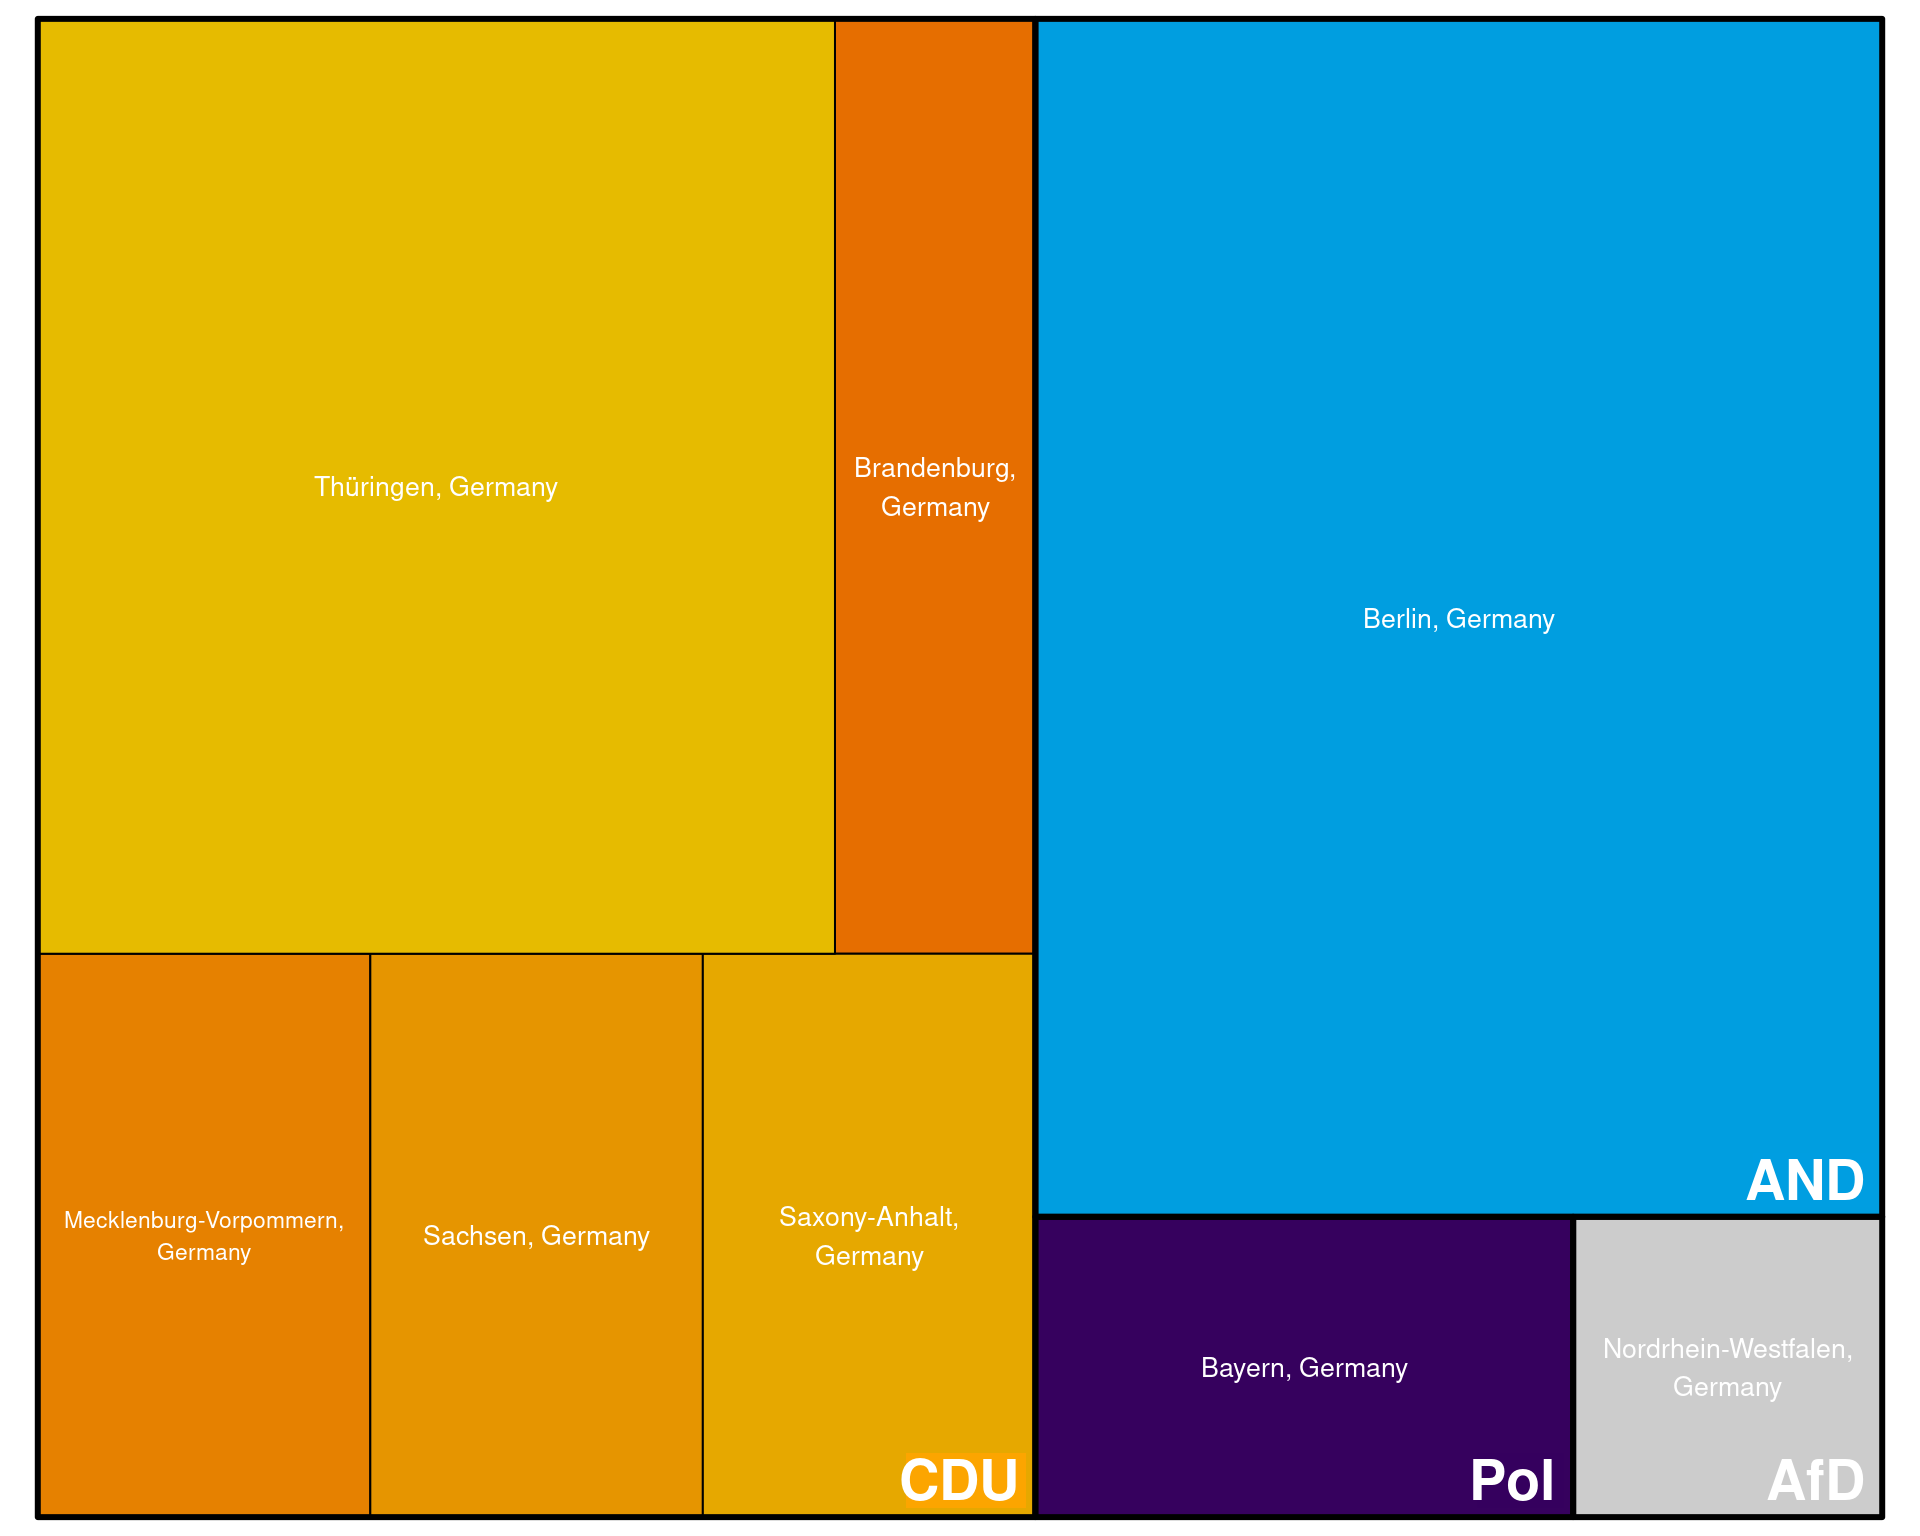 Thüringen, Germany
Brandenburg,
Germany
Berlin, Germany
AND
Mecklenburg-Vorpommern,
Germany
Sachsen, Germany
Saxony-Anhalt,
Germany
CDU
Bayern, Germany
Pol
Nordrhein-Westfalen,
Germany
AfD